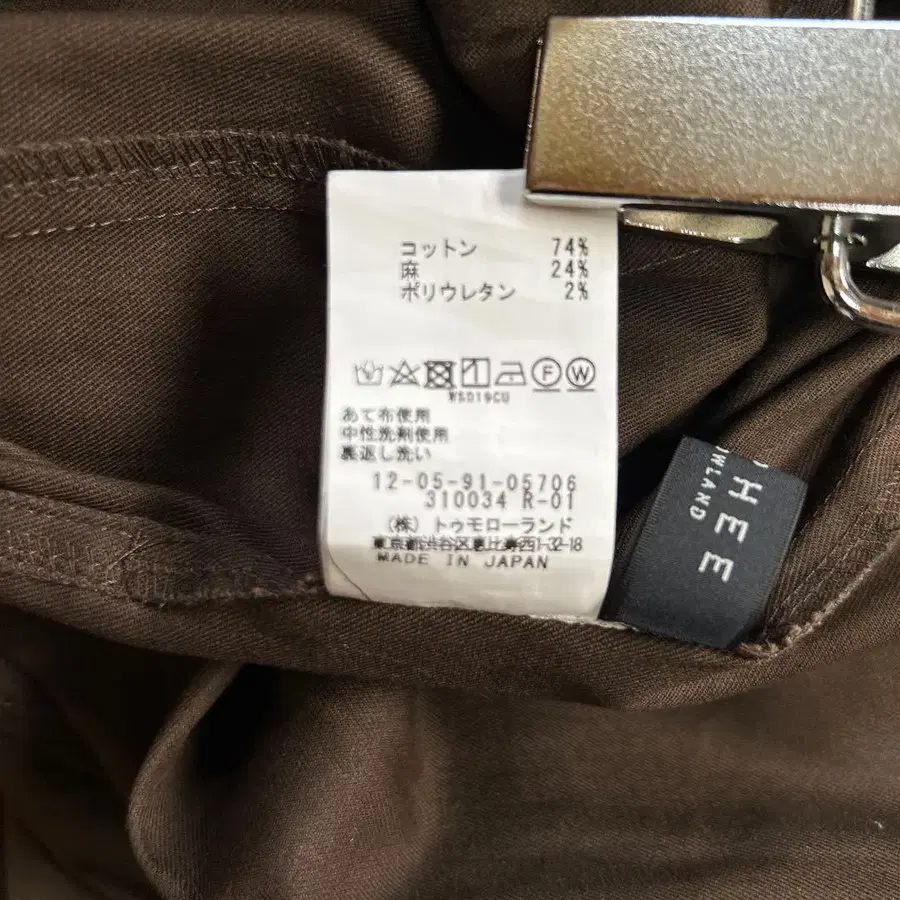 コットン 74%
麻 24%
ポリウレタン 2%
F W
WS019CU
あて布使用
中性洗剤使用
裏返し洗い
12-05-91-05706
310034 R-01
(株) トゥモローランド
東京都渋谷区恵比寿西1-32-18
MADE IN JAPAN
HEE
OWLAND